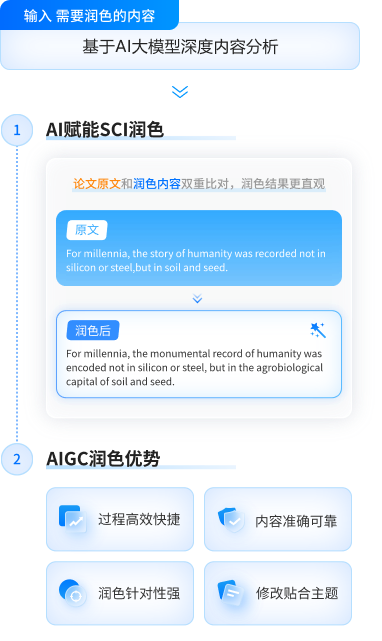 输入 需要润色的内容
基于AI大模型深度内容分析
1
AI赋能SCI润色
论文原文和润色内容双重比对，润色结果更直观
原文
For millennia, the story of humanity was recorded not in
silicon or steel,but in soil and seed.
润色后
For millennia, the monumental record of humanity was
encoded not in silicon or steel, but in the agrobiological
capital of soil and seed.
2
AIGC润色优势
过程高效快捷
内容准确可靠
润色针对性强
修改贴合主题